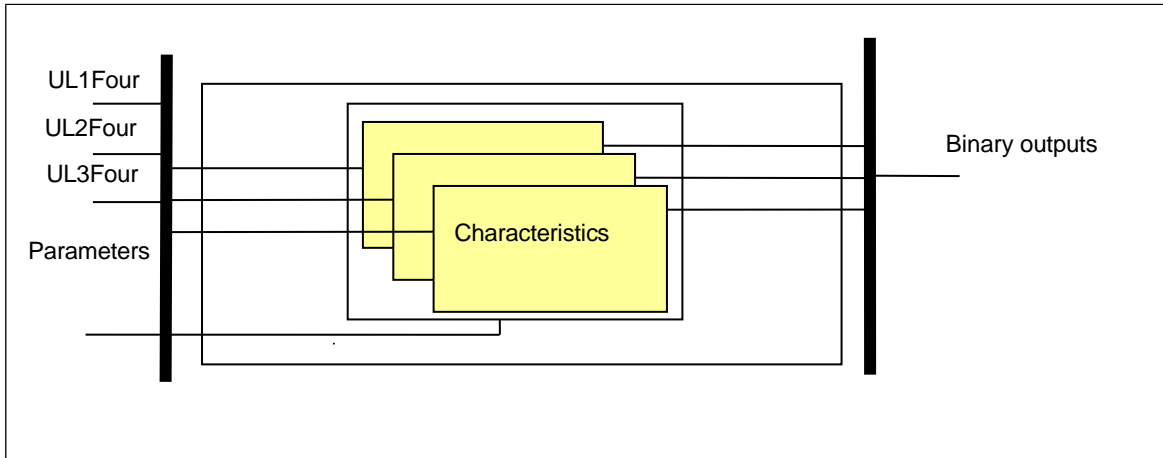 UL1Four
UL2Four
UL3Four
Parameters
Characteristics
Binary outputs